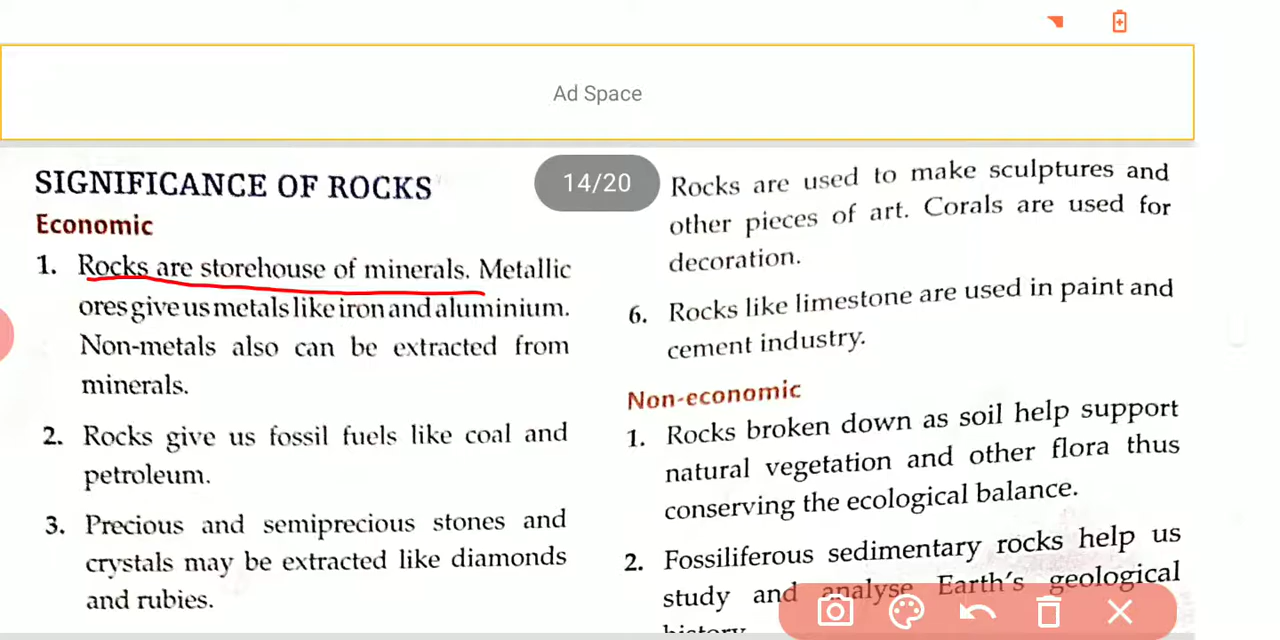 Ad Space
14/20
SIGNIFICANCE OF ROCKS
Economic
1. Rocks are storehouse of minerals. Metallic
ores give us metals like iron and aluminium.
Non-metals also can be extracted from
minerals.
2. Rocks give us fossil fuels like coal and
petroleum.
3. Precious and semiprecious stones and
crystals may be extracted like diamonds
and rubies.
Rocks are used to make sculptures and
other pieces of art. Corals are used for
decoration.
6. Rocks like limestone are used in paint and
cement industry.
Non-economic
1. Rocks broken down as soil help support
natural vegetation and other flora thus
conserving the ecological balance.
2. Fossiliferous sedimentary rocks help us
study and analyse Earth's geological
history